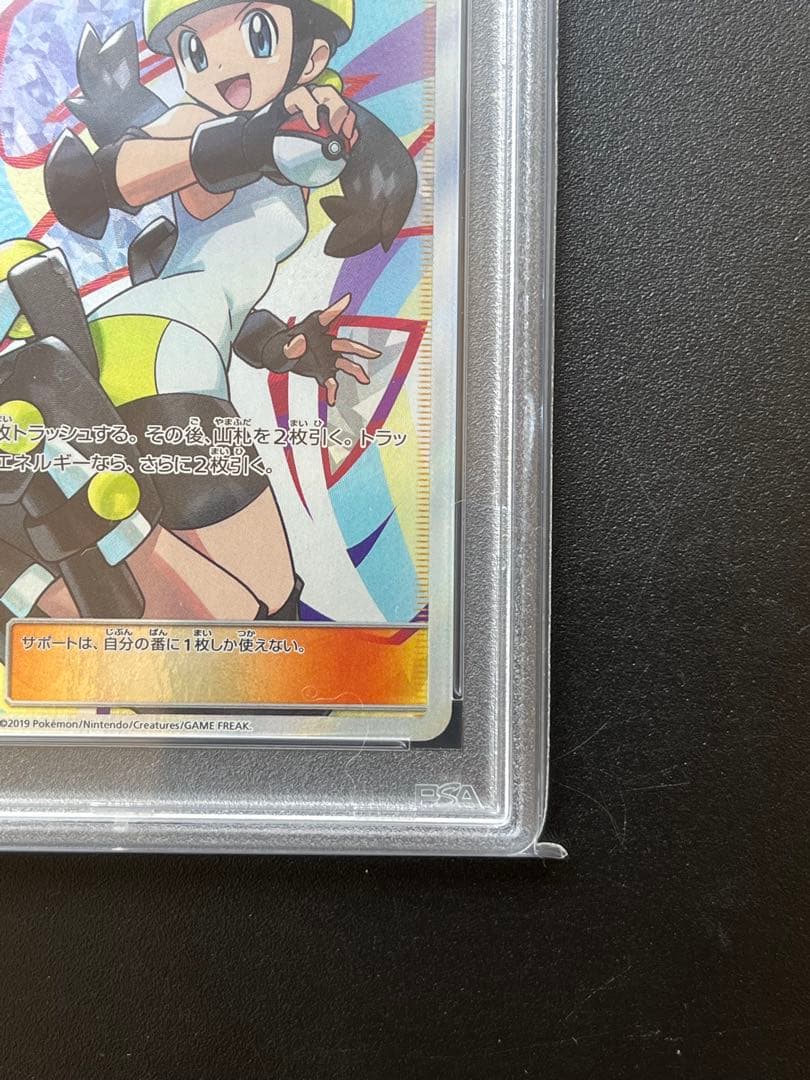 枚トラッシュする。その後、山札を2枚引く。トラッ
エネルギーなら、さらに2枚引く。
サポートは、自分の番に1枚しか使えない。
©2019 Pokémon/Nintendo/Creatures/GAME FREAK.
PSA